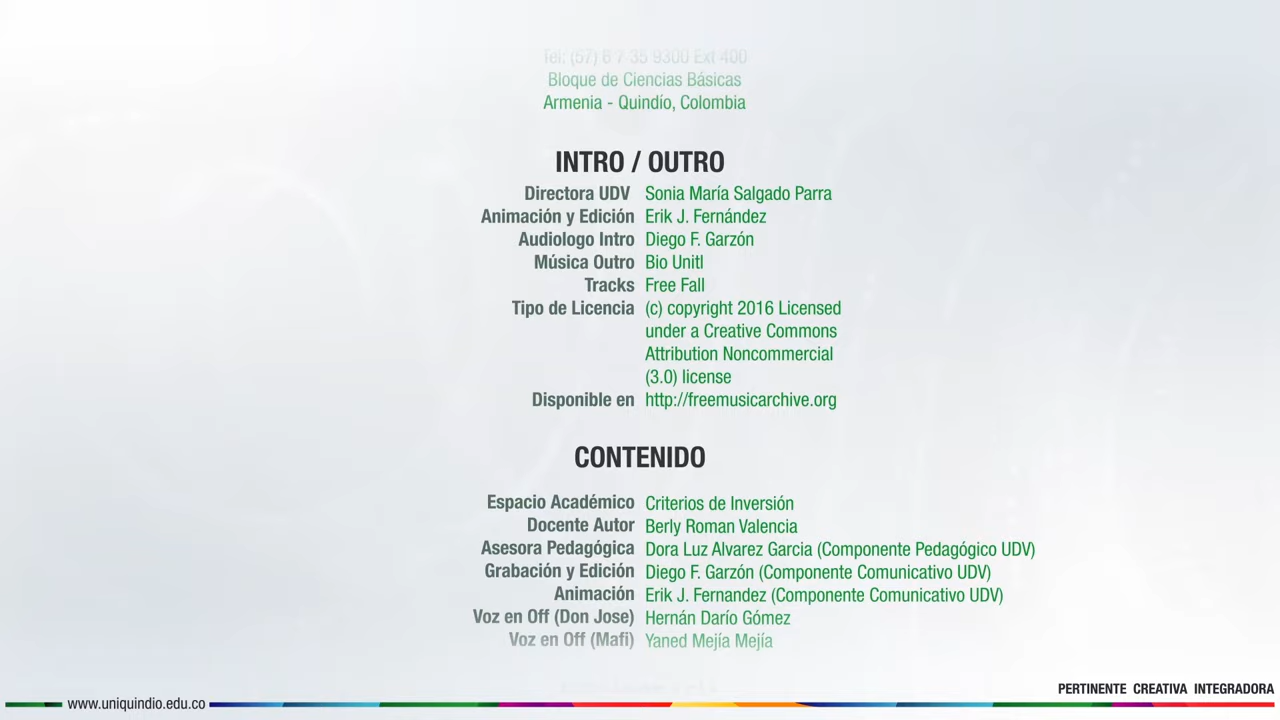 Tel: (57) 6 7 35 9300 Ext 400
Bloque de Ciencias Básicas
Armenia - Quindío, Colombia
INTRO / OUTRO
Directora UDV Sonia María Salgado Parra
Animación y Edición Erik J. Fernández
Audiologo Intro Diego F. Garzón
Música Outro Bio Unitl
Tracks Free Fall
Tipo de Licencia (c) copyright 2016 Licensed
under a Creative Commons
Attribution Noncommercial
(3.0) license
Disponible en http://freemusicarchive.org
CONTENIDO
Espacio Académico Criterios de Inversión
Docente Autor Berly Roman Valencia
Asesora Pedagógica Dora Luz Alvarez Garcia (Componente Pedagógico UDV)
Grabación y Edición Diego F. Garzón (Componente Comunicativo UDV)
Animación Erik J. Fernandez (Componente Comunicativo UDV)
Voz en Off (Don Jose) Hernán Darío Gómez
Voz en Off (Mafi) Yaned Mejía Mejía
PERTINENTE CREATIVA INTEGRADORA
www.uniquindio.edu.co